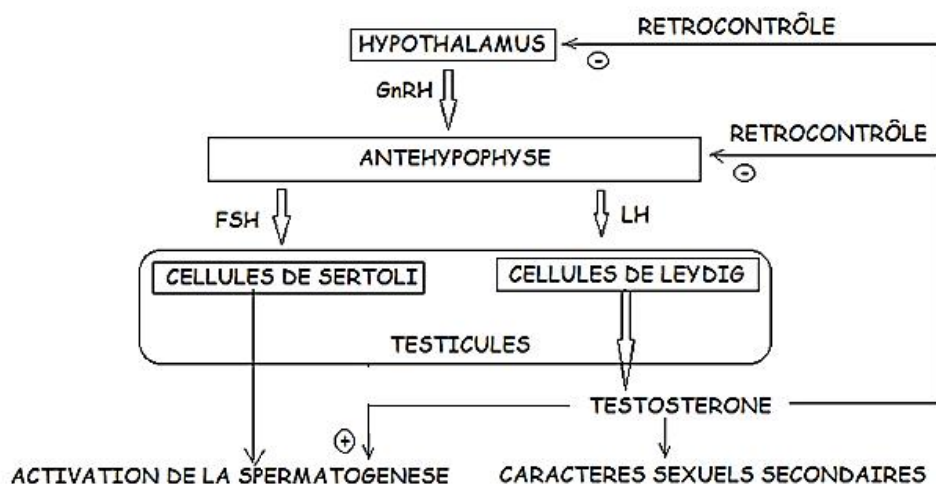 RETROCONTRÔLE
HYPOTHALAMUS
-
GnRH
RETROCONTRÔLE
ANTEHYPOPHYSE
-
FSH
LH
CELLULES DE SERTOLI
CELLULES DE LEYDIG
TESTICULES
TESTOSTERONE
+
ACTIVATION DE LA SPERMATOGENESE
CARACTERES SEXUELS SECONDAIRES